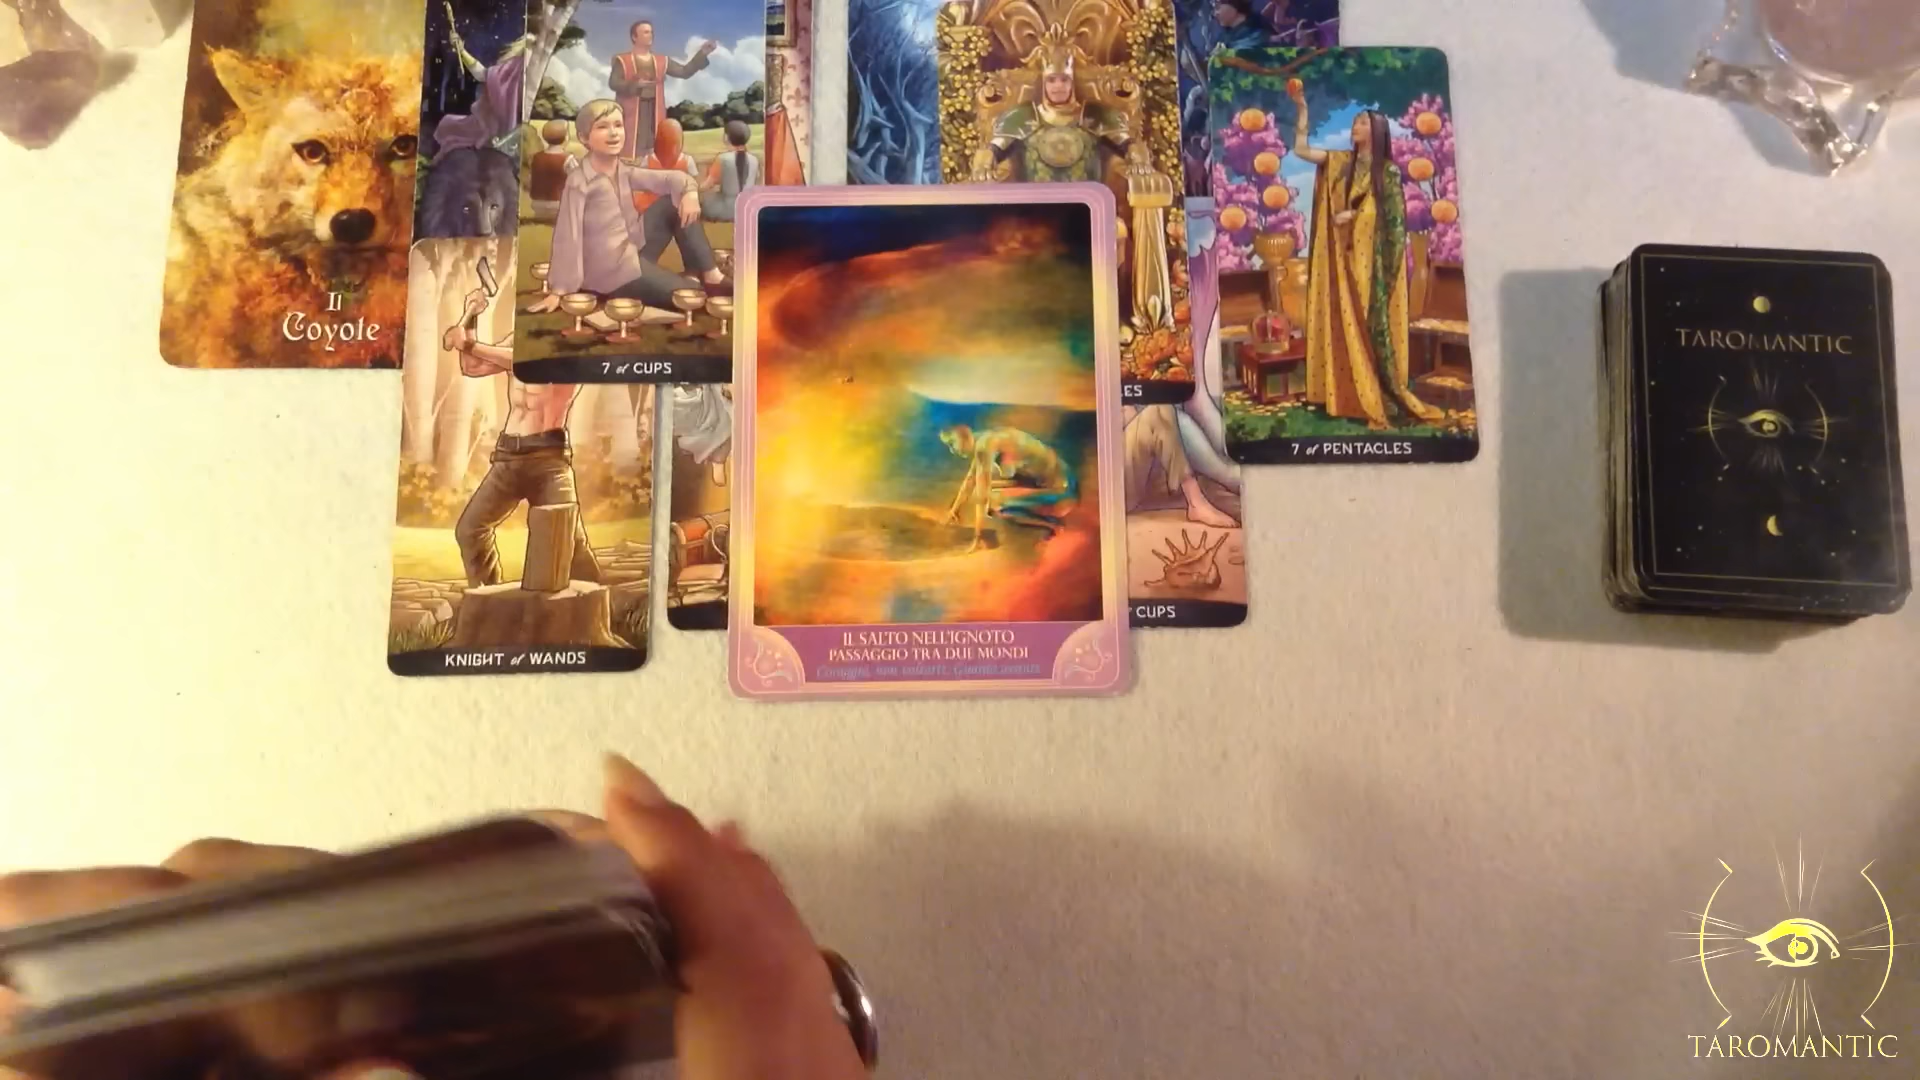 Il
Coyote
7 of CUPS
LES
7 of PENTACLES
TAROMANTIC
CUPS
IL SALTO NELL'IGNOTO
PASSAGGIO TRA DUE MONDI
KNIGHT of WANDS
TAROMANTIC